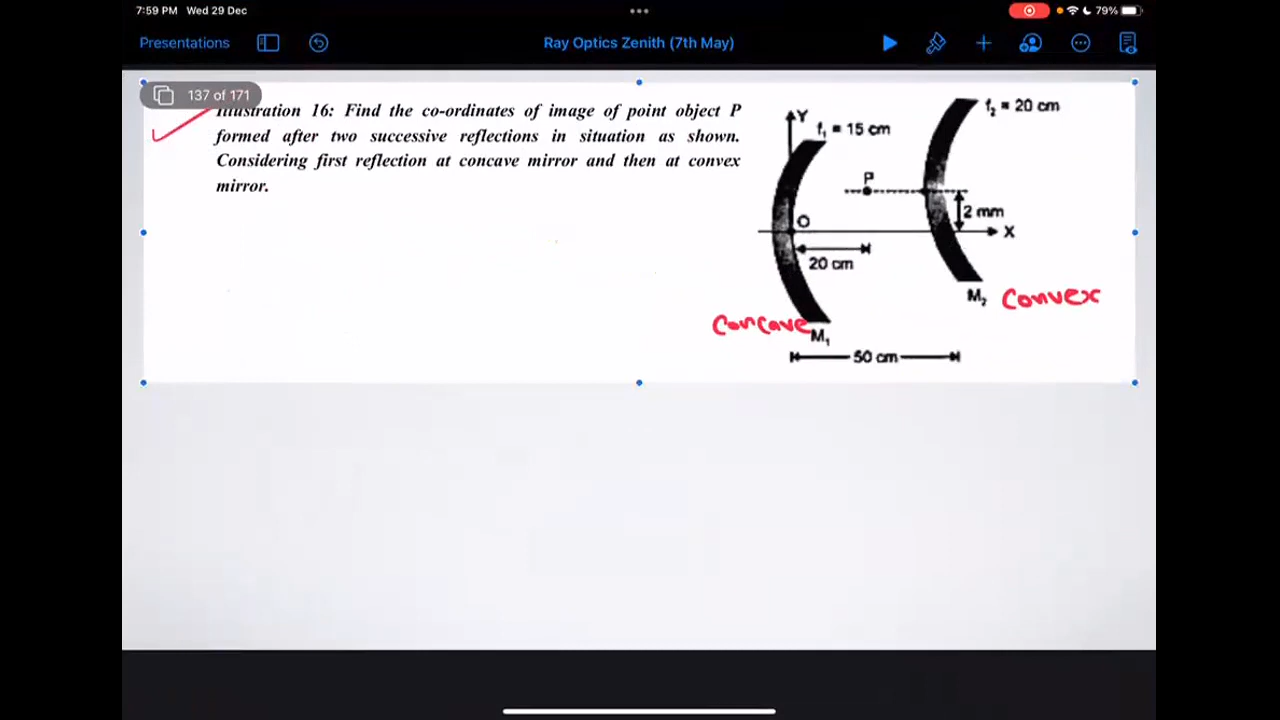 7:59 PM Wed 29 Dec
79%
Presentations
Ray Optics Zenith (7th May)
137 of 171
Illustration 16: Find the co-ordinates of image of point object P
formed after two successive reflections in situation as shown.
Considering first reflection at concave mirror and then at convex
mirror.
Y
f₁ = 15 cm
f₂ = 20 cm
P
O
2 mm
X
20 cm
M₂ Convex
Concave M₁
50 cm